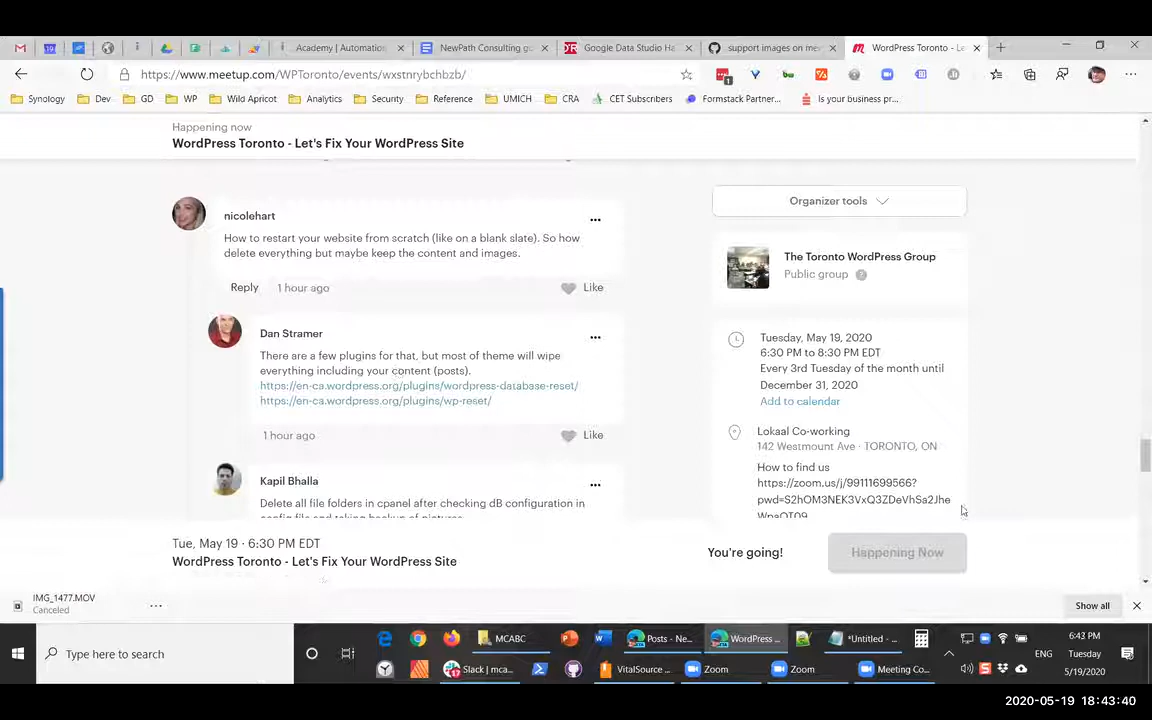 Academy | Automatio
NewPath Consulting g
Google Data Studio Ha
support images on me
WordPress Toronto - Le
https://www.meetup.com/WPToronto/events/wxstnrybchbzb/
Synology
Dev
GD
WP
Wild Apricot
Analytics
Security
Reference
UMICH
CRA
CET Subscribers
Formstack Partner...
Is your business pr...
Happening now
WordPress Toronto - Let's Fix Your WordPress Site
nicolehart
How to restart your website from scratch (like on a blank slate). So how
delete everything but maybe keep the content and images.
Reply
1 hour ago
Like
Dan Stramer
There are a few plugins for that, but most of theme will wipe
everything including your content (posts).
https://en-ca.wordpress.org/plugins/wordpress-database-reset/
https://en-ca.wordpress.org/plugins/wp-reset/
1 hour ago
Like
Kapil Bhalla
Delete all file folders in cpanel after checking dB configuration in
config file and taking backup of pictures
Organizer tools
The Toronto WordPress Group
Public group ?
Tuesday, May 19, 2020
6:30 PM to 8:30 PM EDT
Every 3rd Tuesday of the month until
December 31, 2020
Add to calendar
Lokaal Co-working
142 Westmount Ave · TORONTO, ON
How to find us
https://zoom.us/j/99111699566?
pwd=S2hOM3NEK3VxQ3ZDeVhSa2Jhe
WpaQT09
Tue, May 19 · 6:30 PM EDT
WordPress Toronto - Let's Fix Your WordPress Site
You're going!
Happening Now
IMG_1477.MOV
Canceled
Show all
Type here to search
MCABC
Posts - Ne...
WordPress ...
*Untitled - ...
Slack | mca...
VitalSource ...
Zoom
Zoom
Meeting Co...
ENG
6:43 PM
Tuesday
5/19/2020
2020-05-19 18:43:40